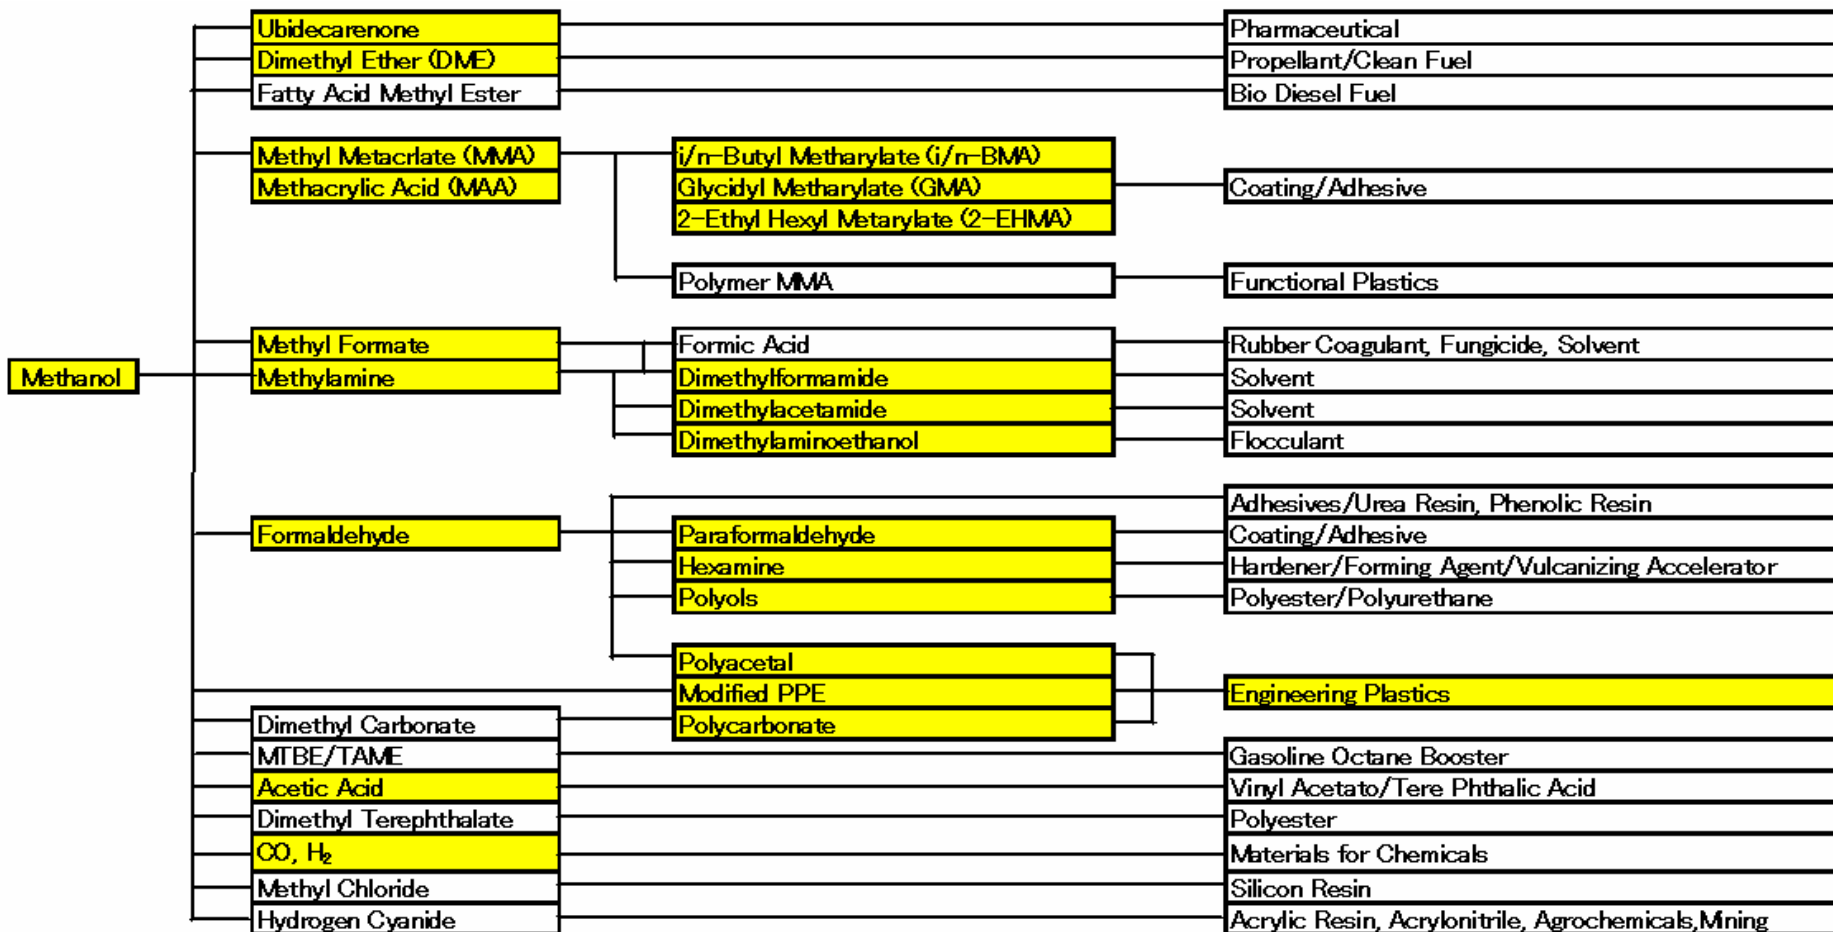 Ubidecarenone Pharmaceutical
Dimethyl Ether (DME) Propellant/Clean Fuel
Fatty Acid Methyl Ester Bio Diesel Fuel
Methyl Metacrlate (MMA) i/n-Butyl Metharylate (i/n-BMA)
Methacrylic Acid (MAA) Glycidyl Metharylate (GMA) Coating/Adhesive
2-Ethyl Hexyl Metarylate (2-EHMA)
Polymer MMA Functional Plastics
Methyl Formate Formic Acid Rubber Coagulant, Fungicide, Solvent
Methanol Methylamine Dimethylformamide Solvent
Dimethylacetamide Solvent
Dimethylaminoethanol Flocculant
Adhesives/Urea Resin, Phenolic Resin
Formaldehyde Paraformaldehyde Coating/Adhesive
Hexamine Hardener/Forming Agent/Vulcanizing Accelerator
Polyols Polyester/Polyurethane
Polyacetal
Modified PPE Engineering Plastics
Dimethyl Carbonate Polycarbonate
MTBE/TAME Gasoline Octane Booster
Acetic Acid Vinyl Acetato/Tere Phthalic Acid
Dimethyl Terephthalate Polyester
CO, H₂ Materials for Chemicals
Methyl Chloride Silicon Resin
Hydrogen Cyanide Acrylic Resin, Acrylonitrile, Agrochemicals,Mining